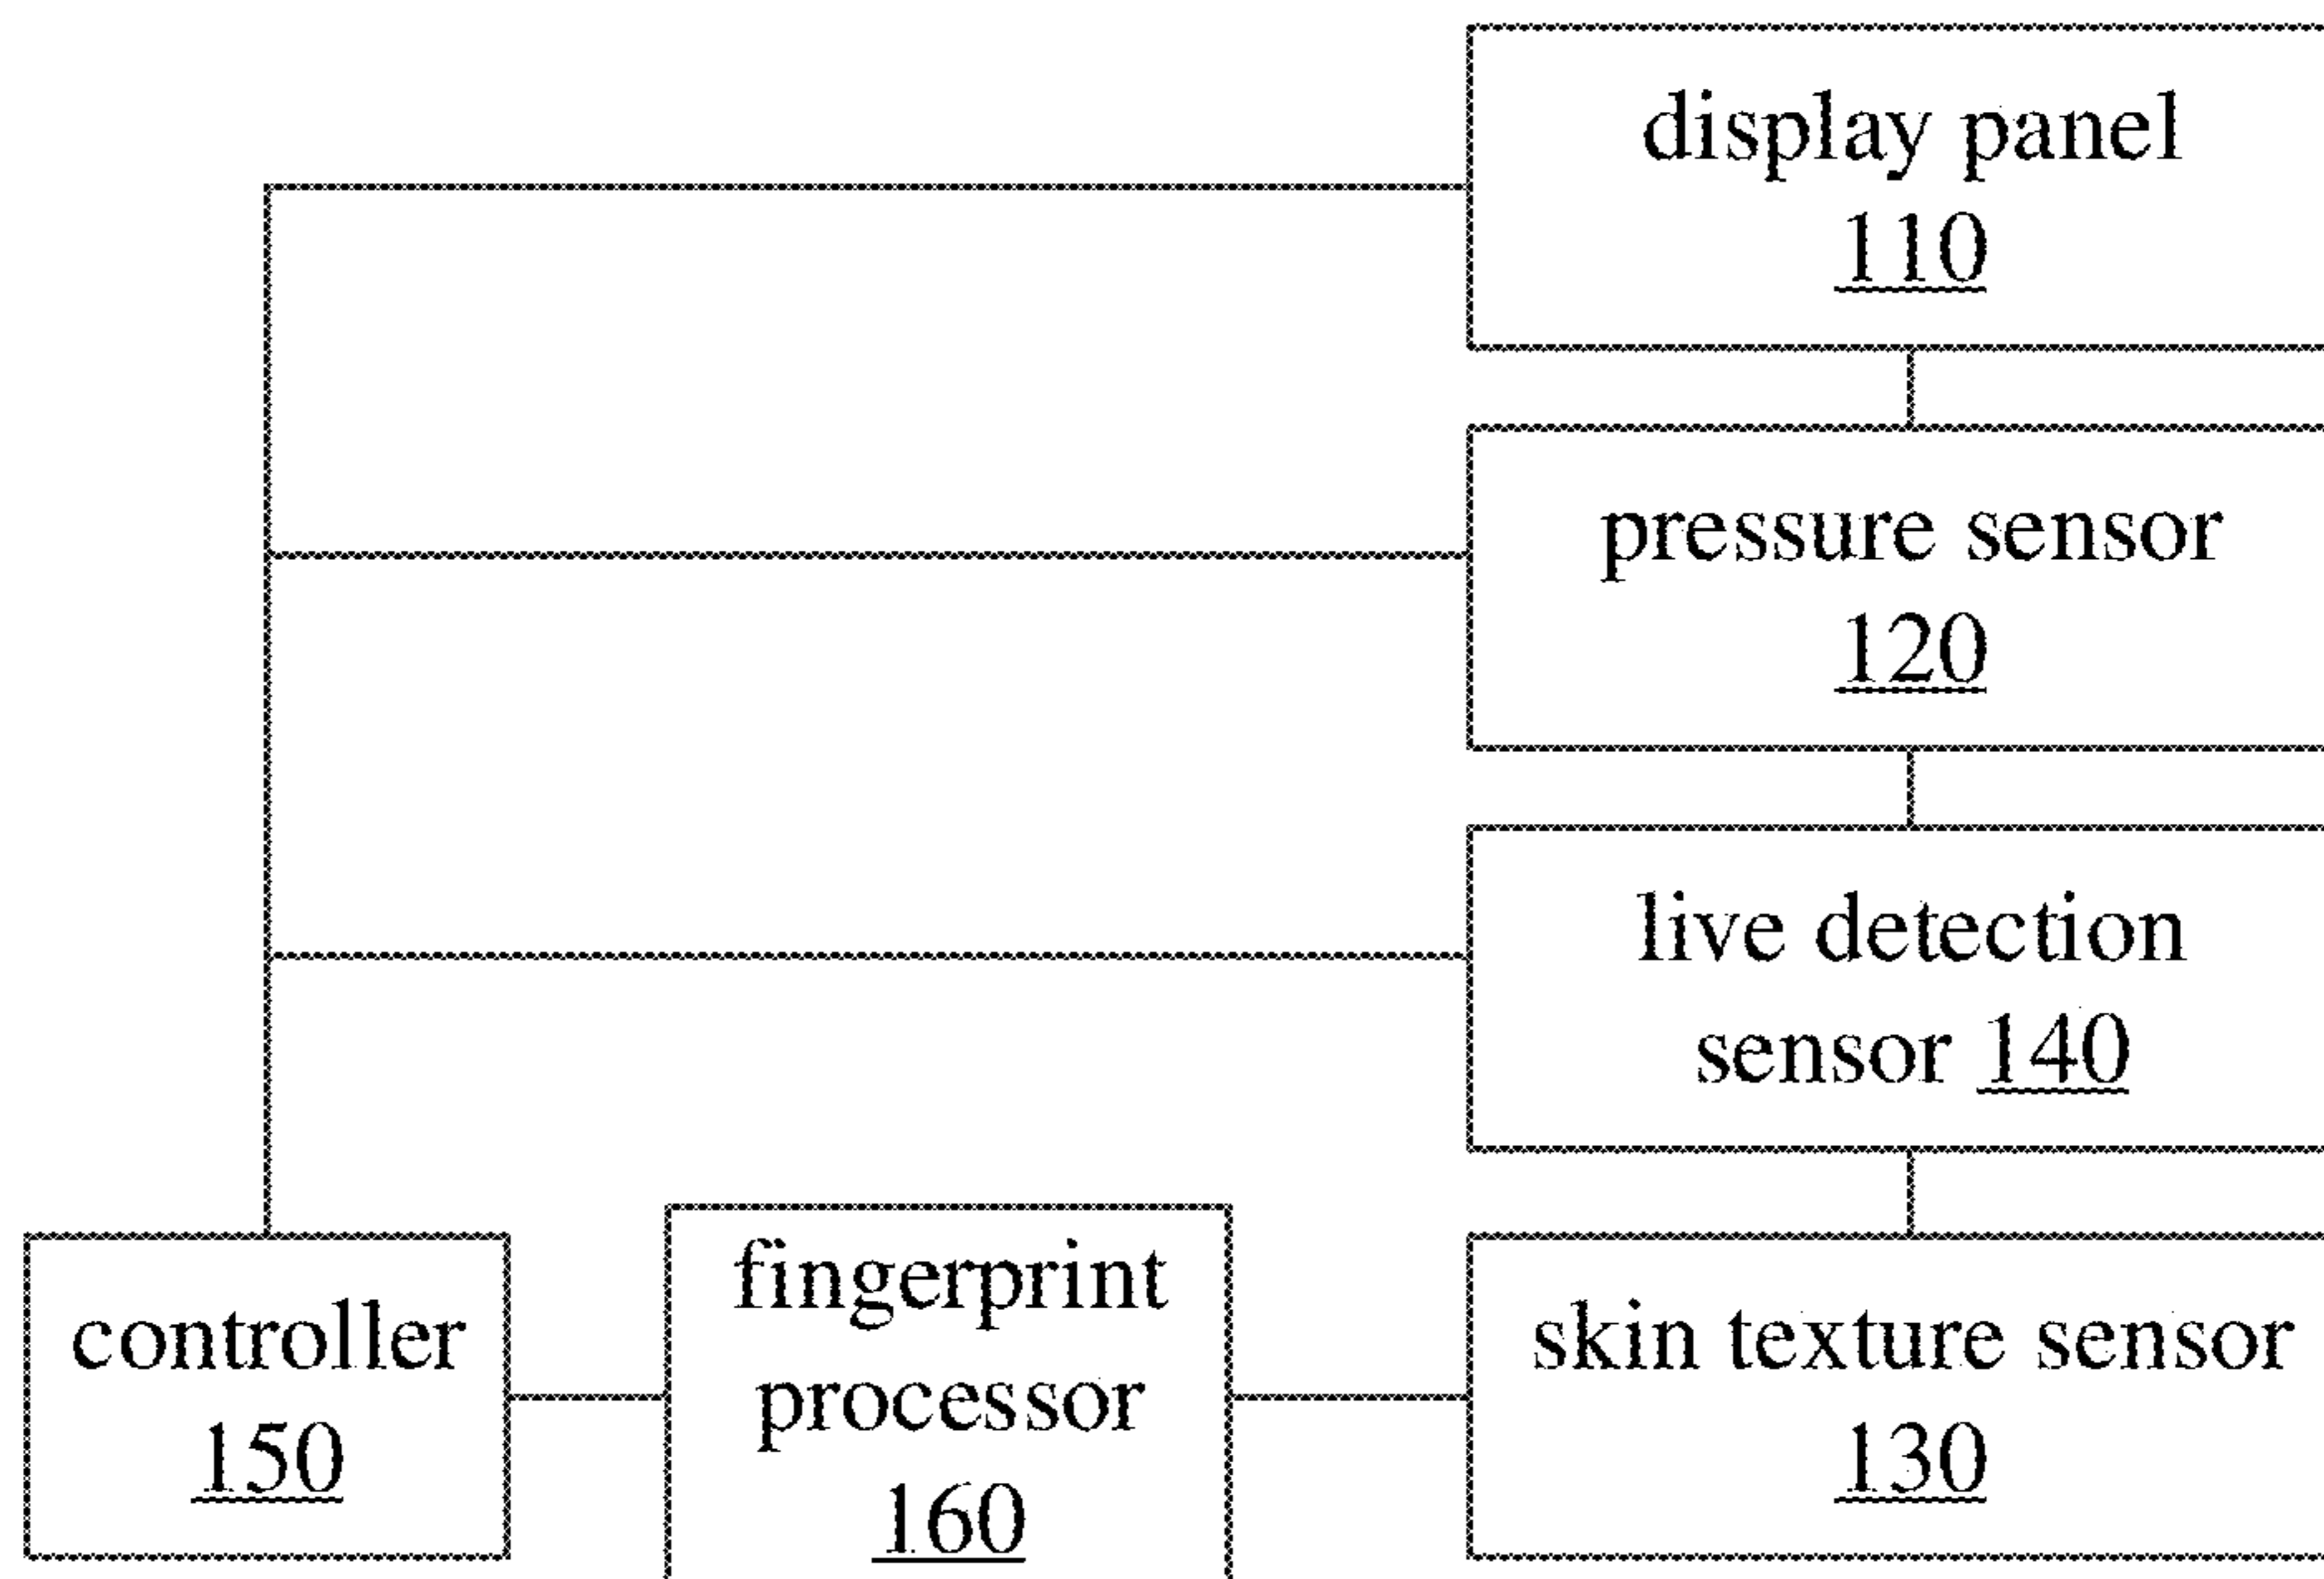 display panel
110
pressure sensor
120
live detection
sensor 140
controller
150
fingerprint
processor
160
skin texture sensor
130